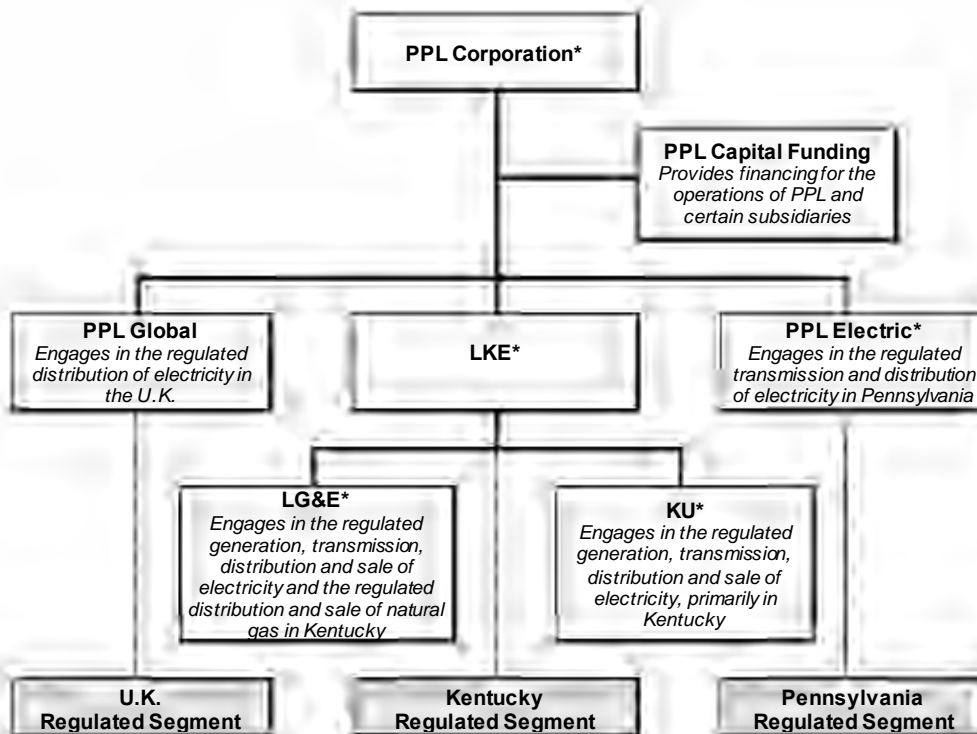 PPL Corporation*
PPL Capital Funding
Provides financing for the
operations of PPL and
certain subsidiaries
PPL Global
Engages in the regulated
distribution of electricity in
the U.K.
LKE*
PPL Electric*
Engages in the regulated
transmission and distribution
of electricity in Pennsylvania
LG&E*
Engages in the regulated
generation, transmission,
distribution and sale of
electricity and the regulated
distribution and sale of natural
gas in Kentucky
KU*
Engages in the regulated
generation, transmission,
distribution and sale of
electricity, primarily in
Kentucky
U.K.
Regulated Segment
Kentucky
Regulated Segment
Pennsylvania
Regulated Segment